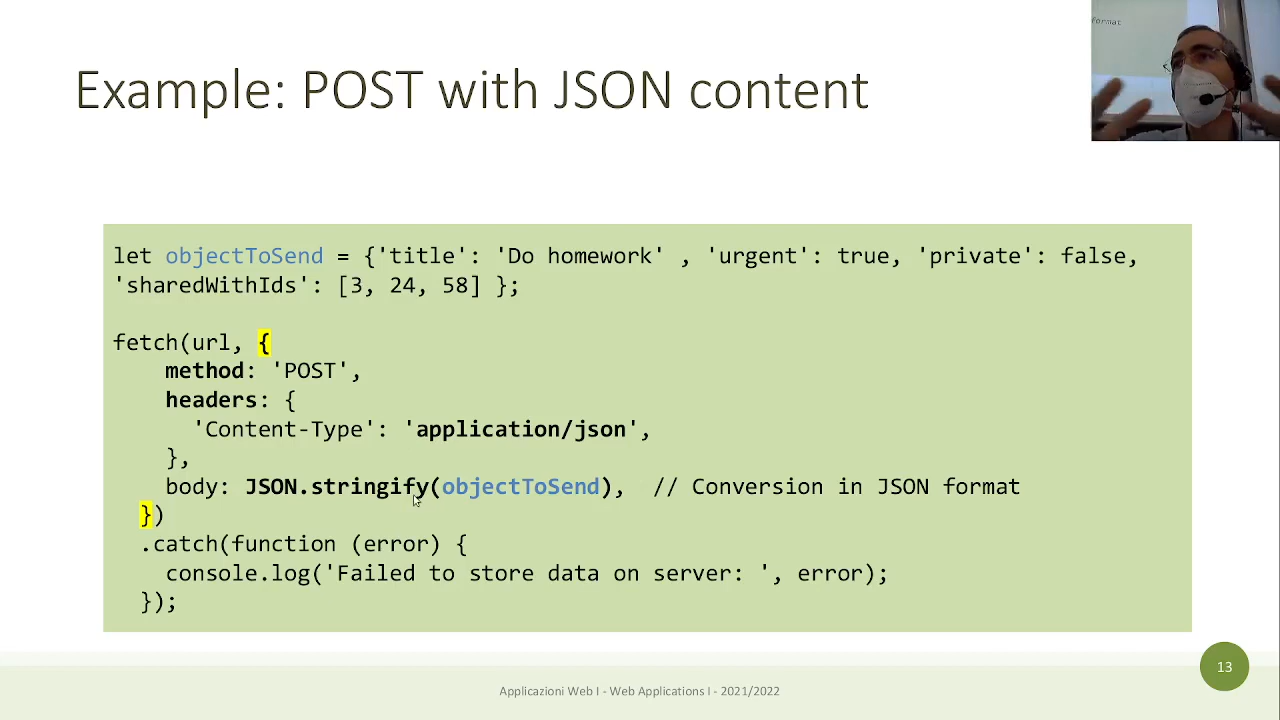 format
Example: POST with JSON content
let objectToSend = {'title': 'Do homework' , 'urgent': true, 'private': false,
'sharedWithIds': [3, 24, 58] };
fetch(url, {
method: 'POST',
headers: {
'Content-Type': 'application/json',
},
body: JSON.stringify(objectToSend), // Conversion in JSON format
})
.catch(function (error) {
console.log('Failed to store data on server: ', error);
});
13
Applicazioni Web I - Web Applications I - 2021/2022